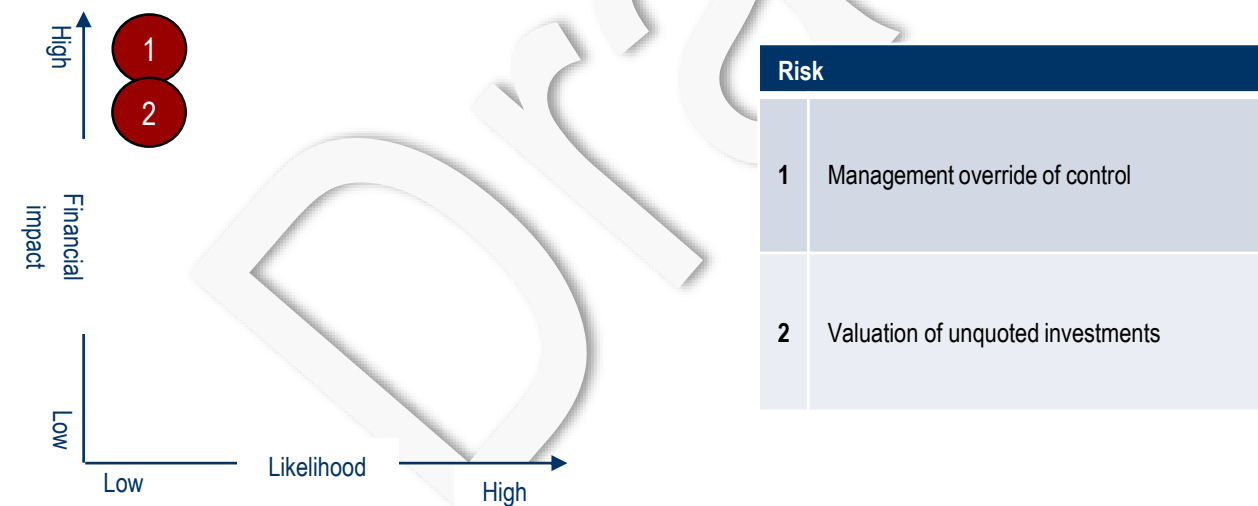 High
1
2
Financial
impact
Low
Low
Likelihood
High
Risk
1 Management override of control
2 Valuation of unquoted investments